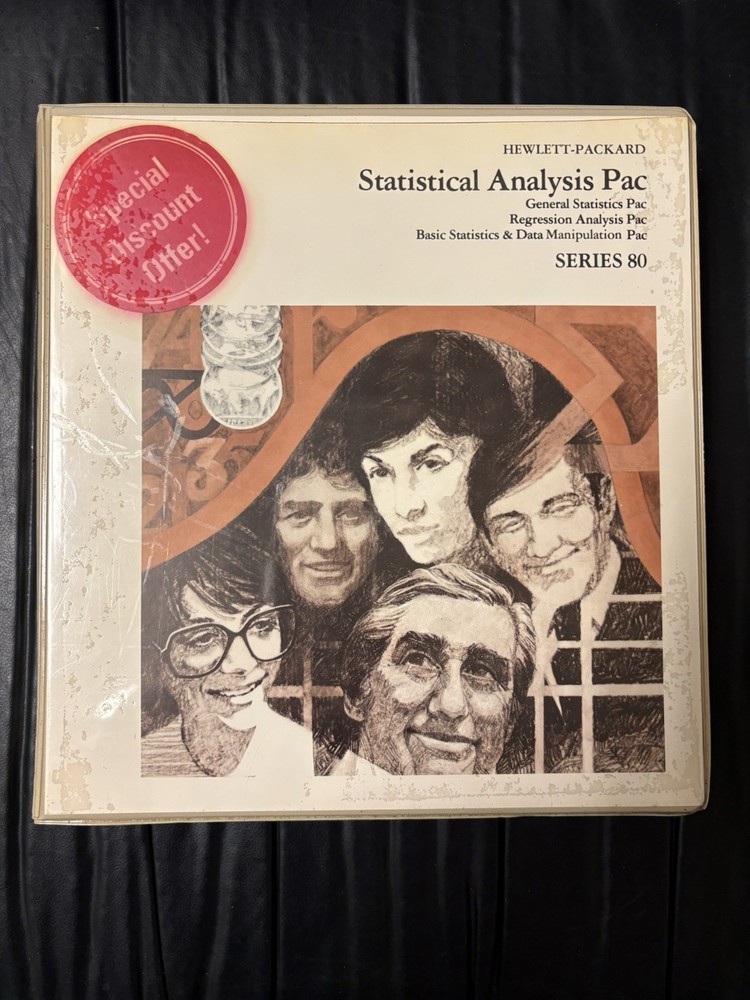 Special
Discount
Offer!
HEWLETT-PACKARD
Statistical Analysis Pac
General Statistics Pac
Regression Analysis Pac
Basic Statistics & Data Manipulation Pac
SERIES 80
3